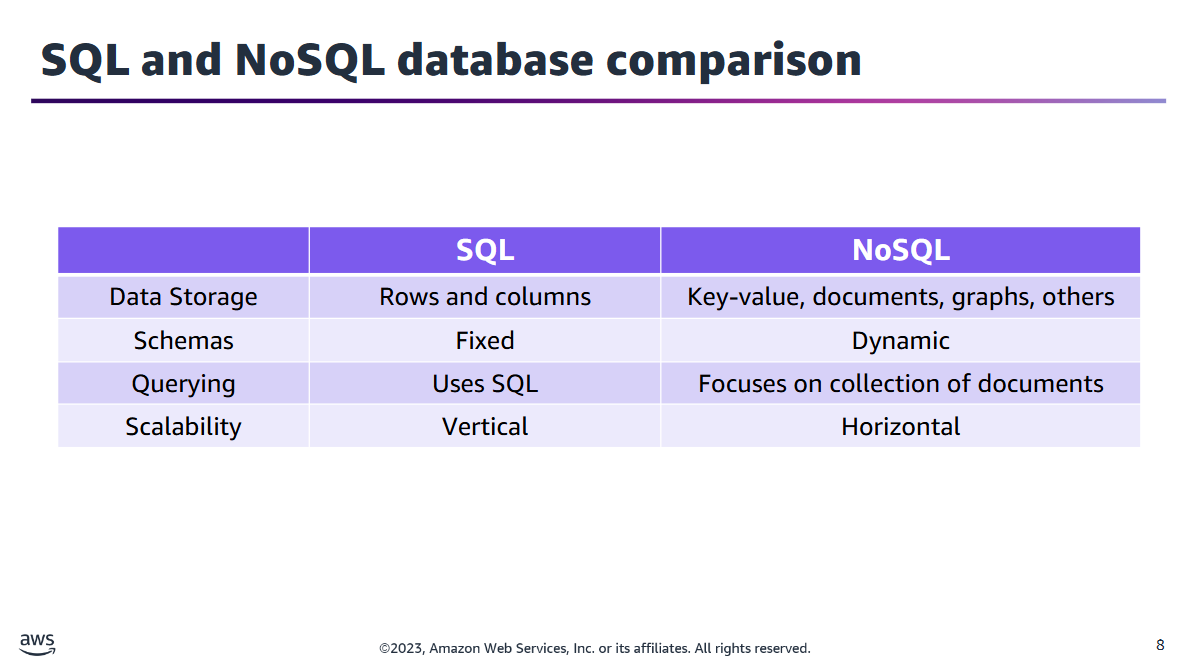 SQL and NoSQL database comparison
SQL NoSQL
Data Storage Rows and columns Key-value, documents, graphs, others
Schemas Fixed Dynamic
Querying Uses SQL Focuses on collection of documents
Scalability Vertical Horizontal
aws
©2023, Amazon Web Services, Inc. or its affiliates. All rights reserved.
8